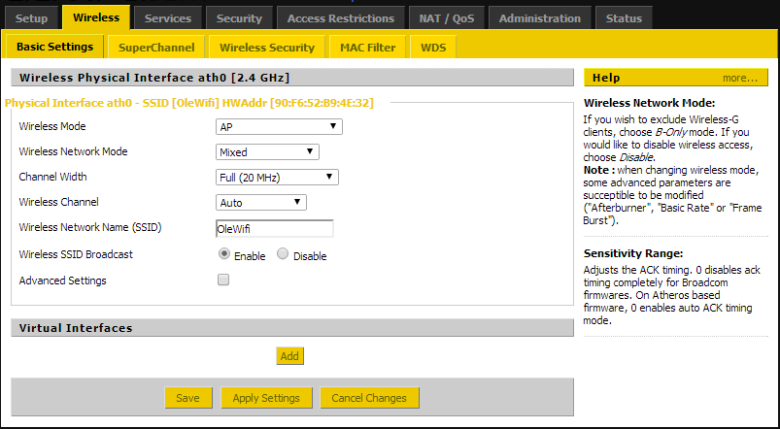 Setup Wireless Services Security Access Restrictions NAT / QoS Administration Status
Basic Settings SuperChannel Wireless Security MAC Filter WDS
Wireless Physical Interface ath0 [2.4 GHz]
Physical Interface ath0 - SSID [OleWifi] HWAddr [90:F6:52:B9:4E:32]
Wireless Mode AP
Wireless Network Mode Mixed
Channel Width Full (20 MHz)
Wireless Channel Auto
Wireless Network Name (SSID) OleWifi
Wireless SSID Broadcast Enable Disable
Advanced Settings
Virtual Interfaces
Add
Save Apply Settings Cancel Changes
Help more...
Wireless Network Mode:
If you wish to exclude Wireless-G
clients, choose B-Only mode. If you
would like to disable wireless access,
choose Disable.
Note : when changing wireless mode,
some advanced parameters are
succeptible to be modified
("Afterburner", "Basic Rate" or "Frame
Burst").
Sensitivity Range:
Adjusts the ACK timing. 0 disables ack
timing completely for Broadcom
firmwares. On Atheros based
firmware, 0 enables auto ACK timing
mode.